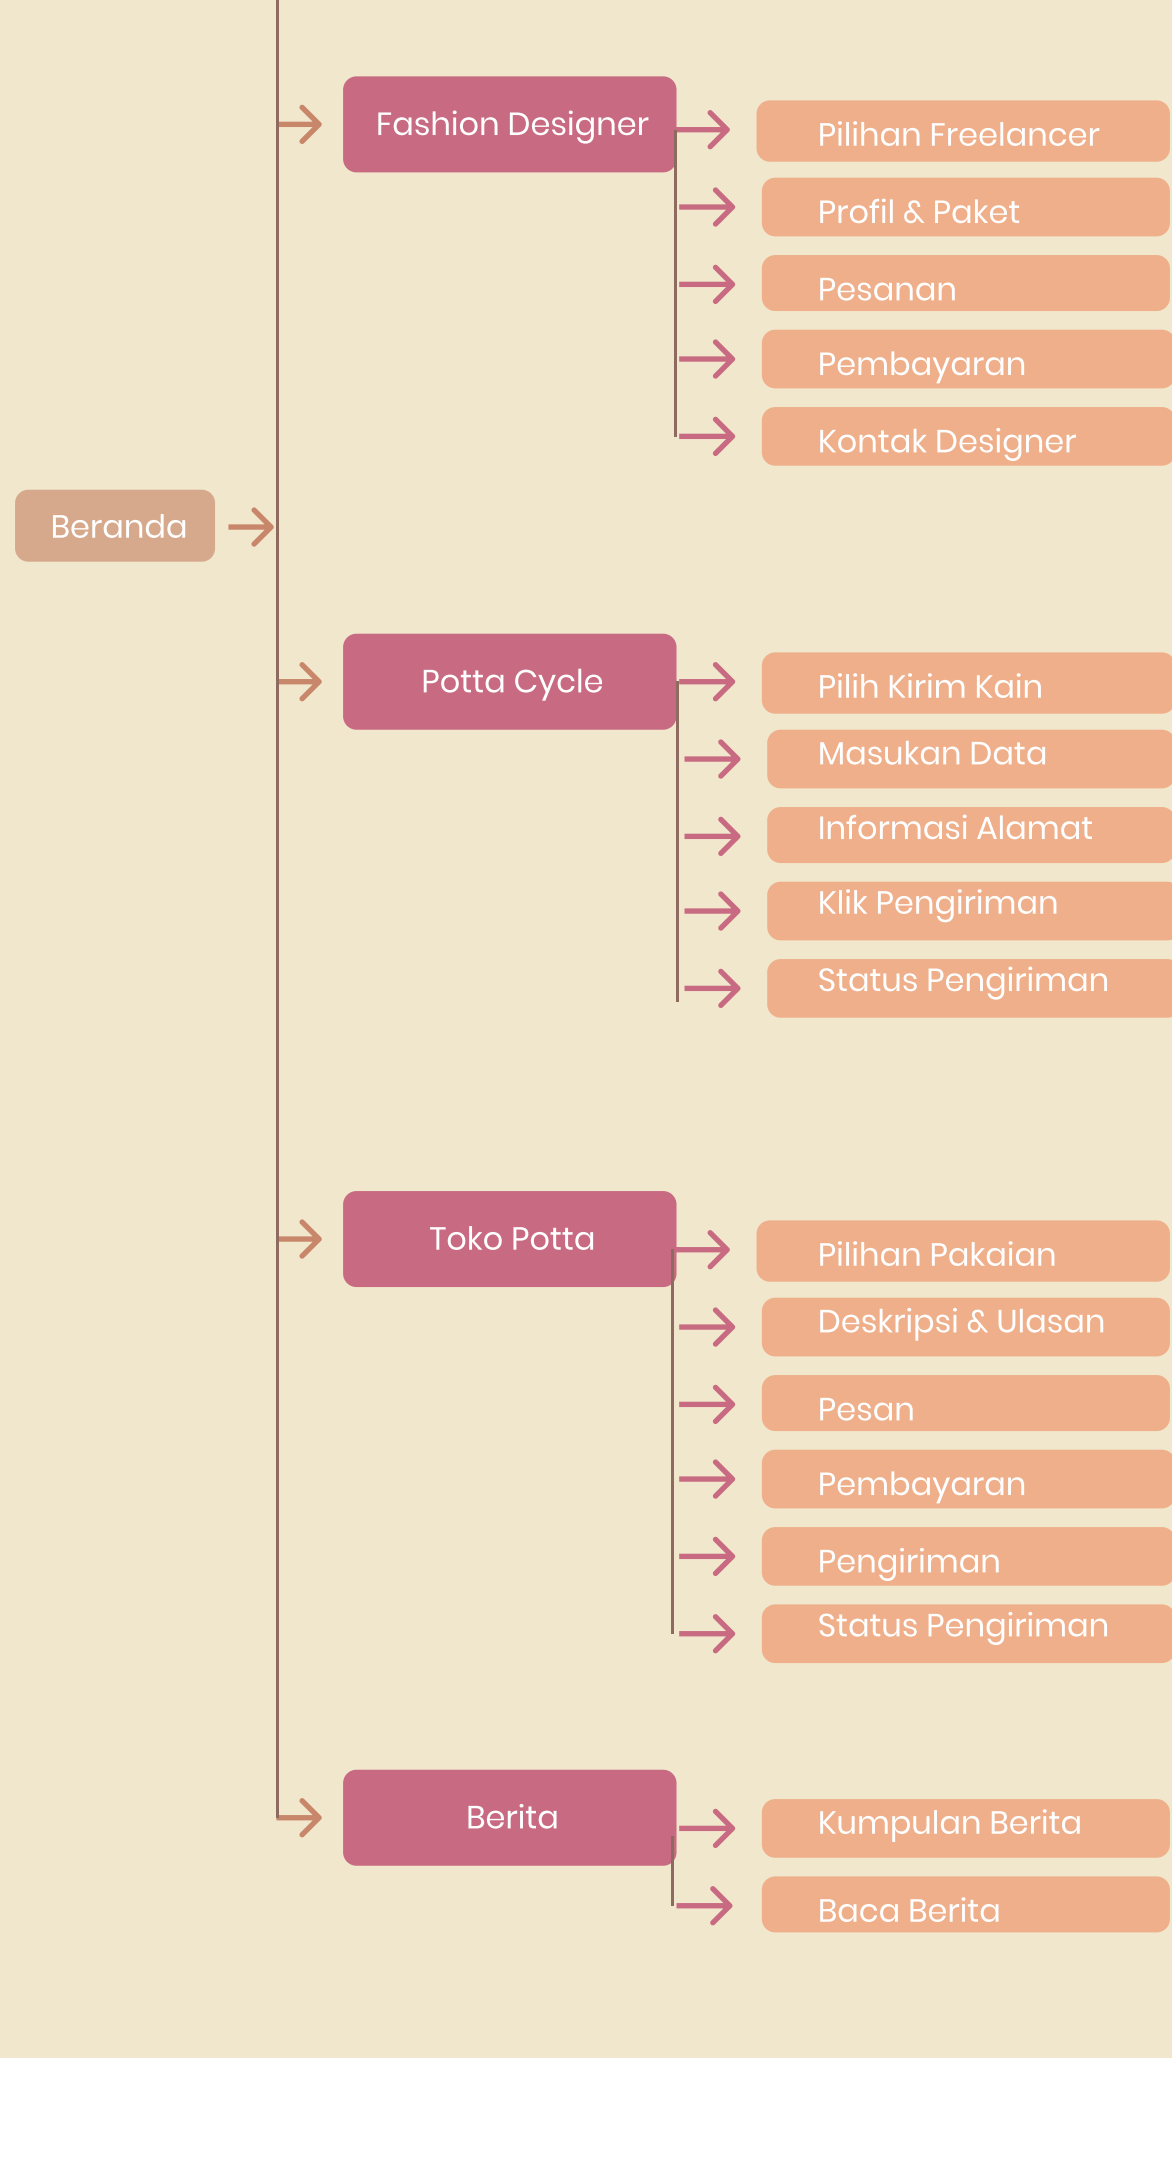 Beranda
Fashion Designer
Pilihan Freelancer
Profil & Paket
Pesanan
Pembayaran
Kontak Designer
Potta Cycle
Pilih Kirim Kain
Masukan Data
Informasi Alamat
Klik Pengiriman
Status Pengiriman
Toko Potta
Pilihan Pakaian
Deskripsi & Ulasan
Pesan
Pembayaran
Pengiriman
Status Pengiriman
Berita
Kumpulan Berita
Baca Berita